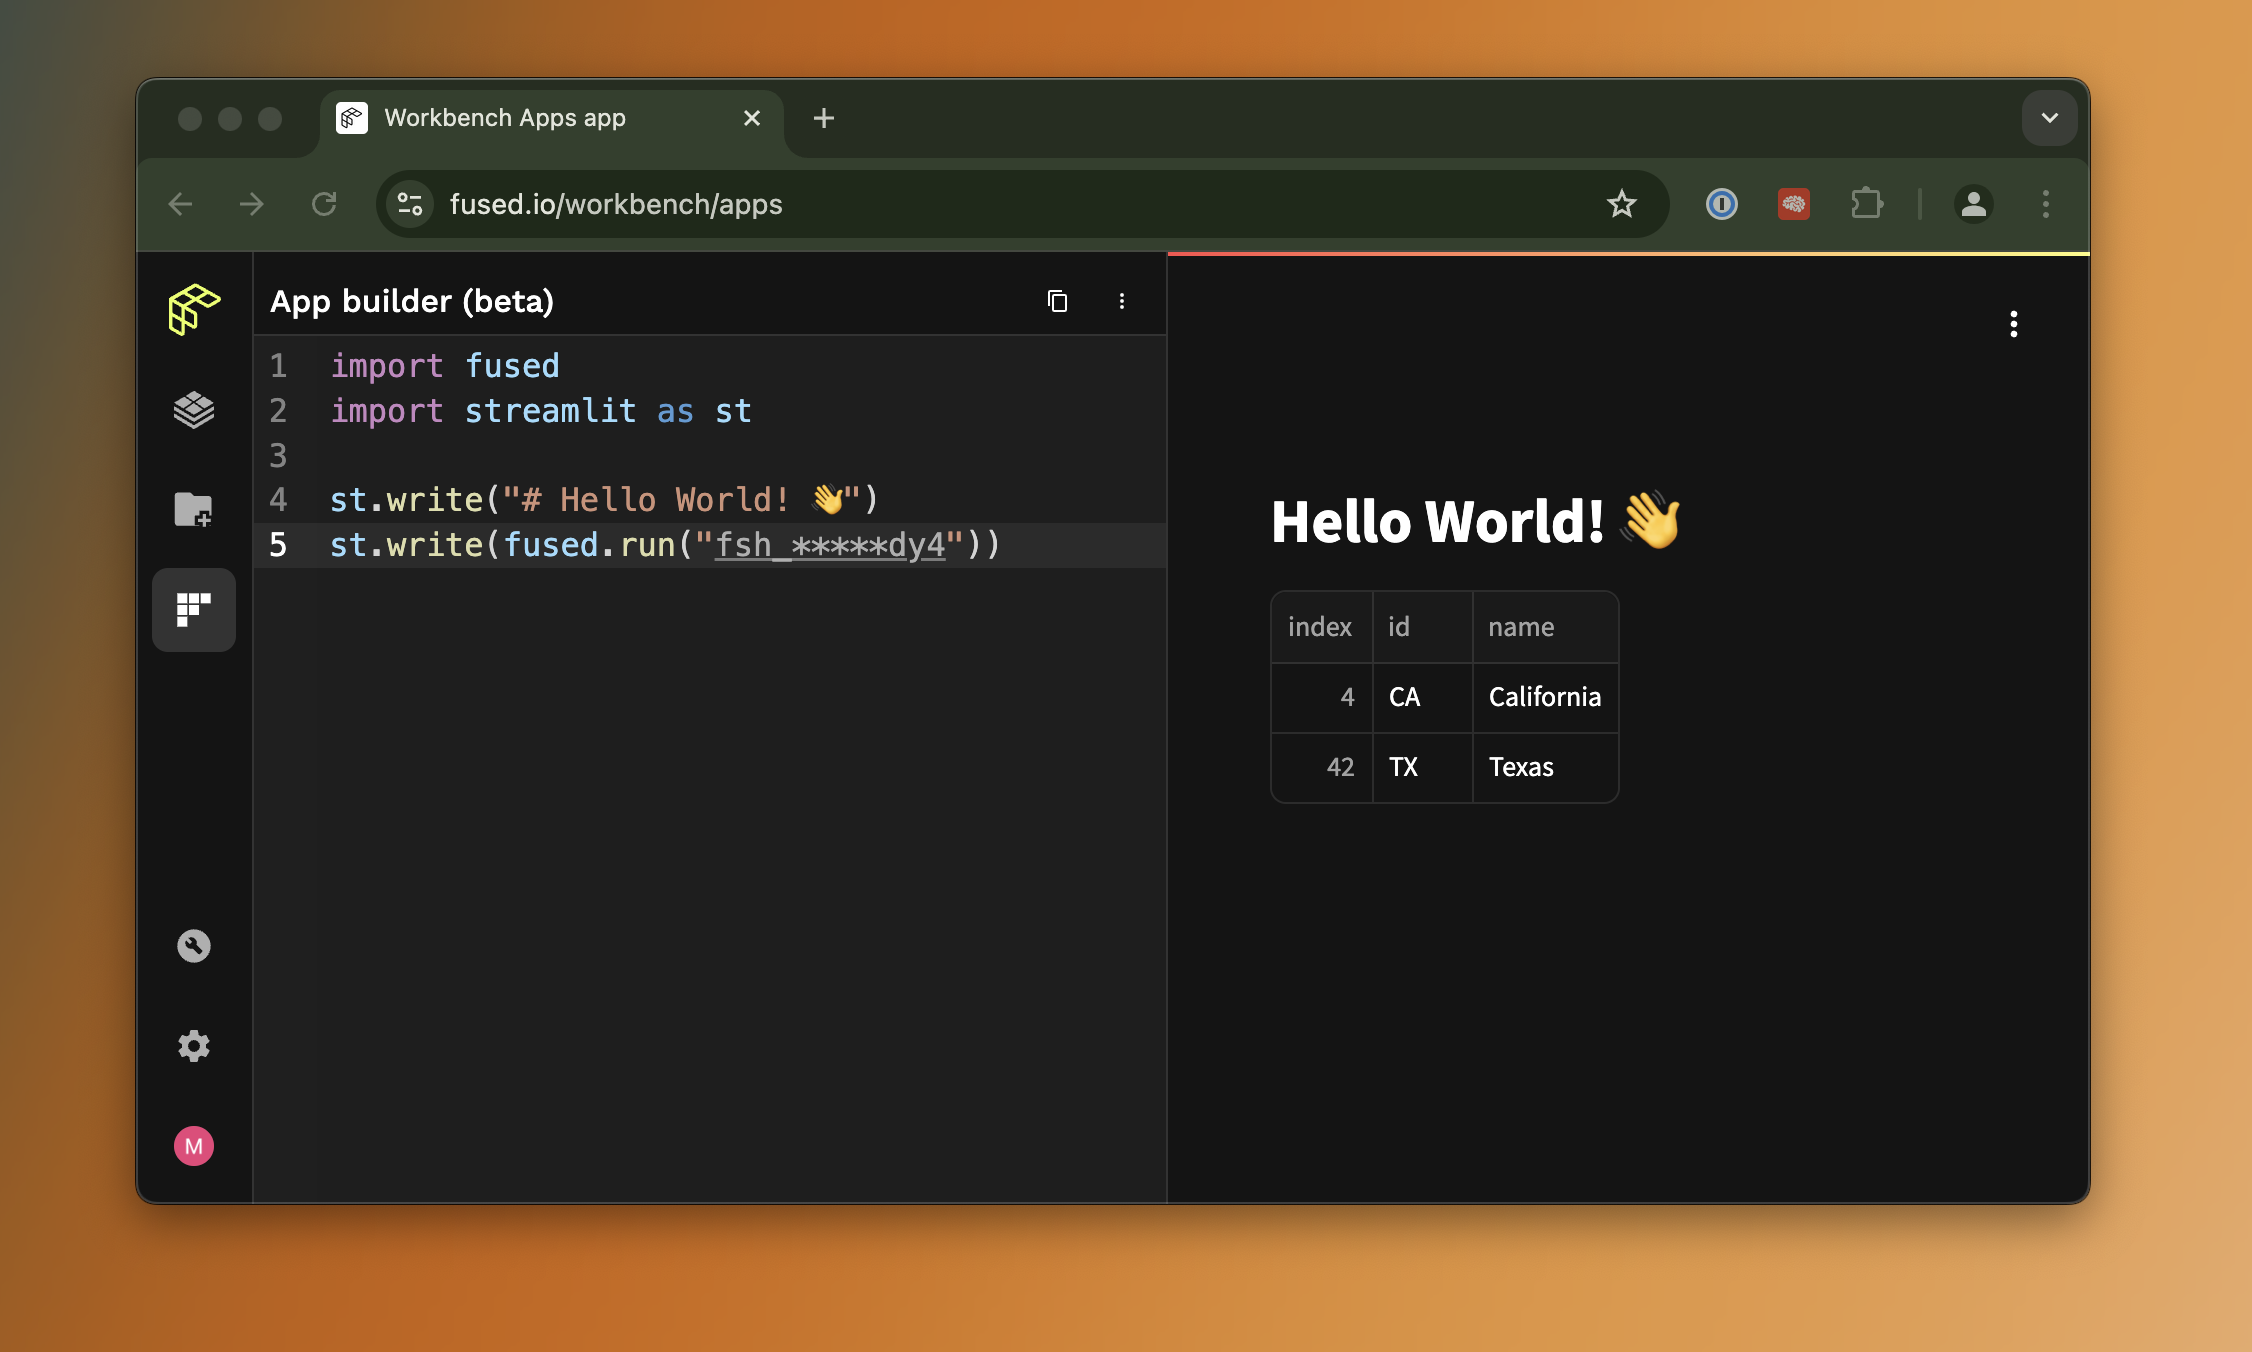 Workbench Apps app
fused.io/workbench/apps
App builder (beta)
1 import fused
2 import streamlit as st
3
4 st.write("# Hello World! 👋")
5 st.write(fused.run("fsh_*****dy4"))
M
Hello World! 👋
index id name
4 CA California
42 TX Texas